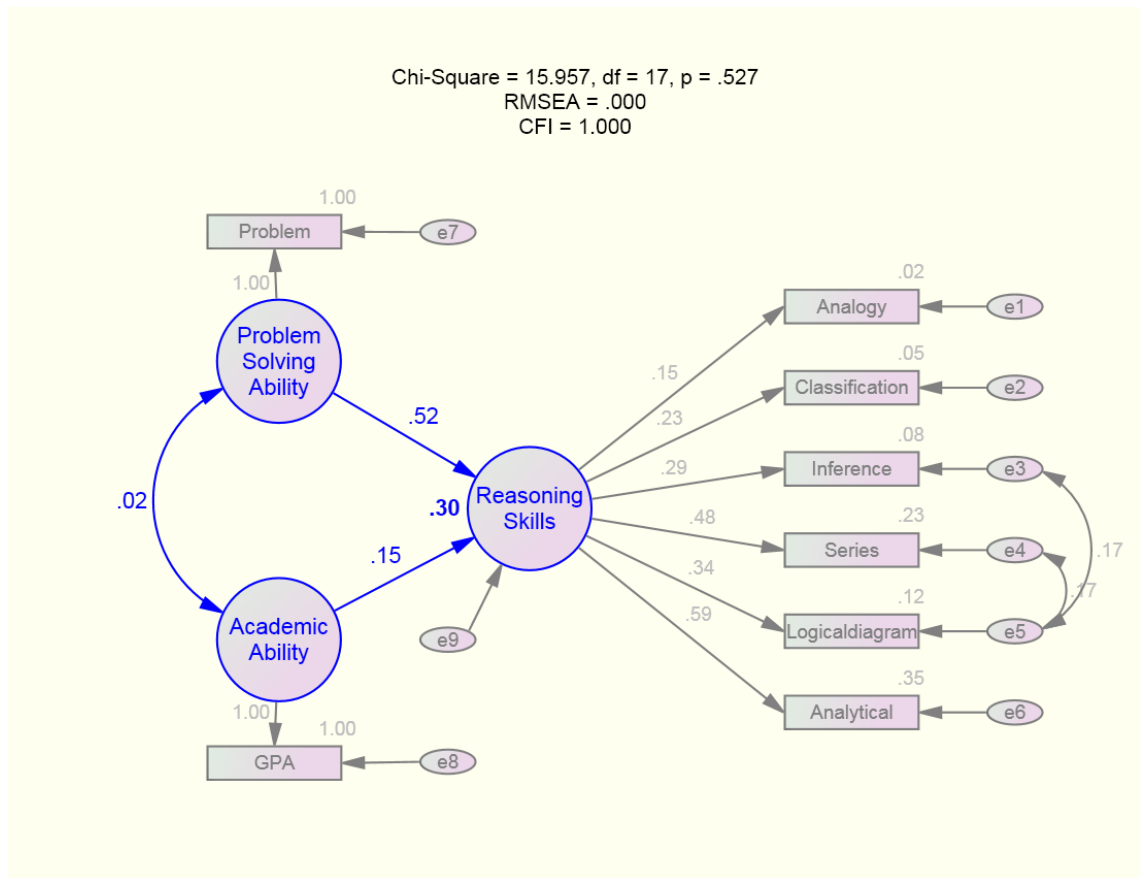 Chi-Square = 15.957, df = 17, p = .527
RMSEA = .000
CFI = 1.000
1.00
Problem
e7
1.00
Problem
Solving
Ability
.52
.02
.30
Reasoning
Skills
.15
Academic
Ability
e9
1.00
1.00
GPA
e8
.02
Analogy
e1
.15
.05
Classification
e2
.23
.08
Inference
e3
.29
.23
Series
e4
.48
.17
.17
.34
.12
Logicaldiagram
e5
.59
.35
Analytical
e6